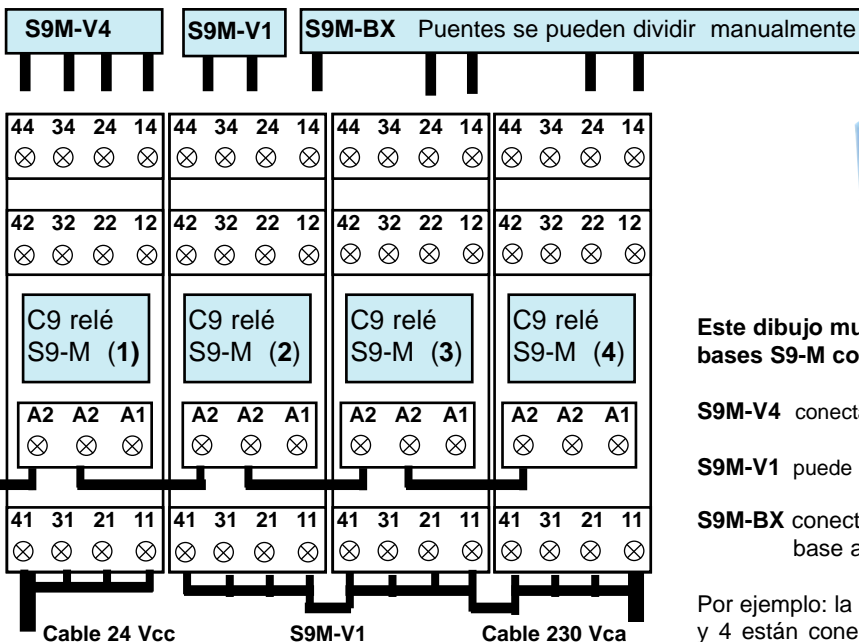 S9M-V4 S9M-V1 S9M-BX Puentes se pueden dividir manualmente
44 34 24 14 44 34 24 14 44 34 24 14 44 34 24 14
42 32 22 12 42 32 22 12 42 32 22 12 42 32 22 12
C9 relé C9 relé C9 relé C9 relé
S9-M (1) S9-M (2) S9-M (3) S9-M (4)
A2 A2 A1 A2 A2 A1 A2 A2 A1 A2 A2 A1
41 31 21 11 41 31 21 11 41 31 21 11 41 31 21 11
Cable 24 Vcc S9M-V1 Cable 230 Vca
Este dibujo mu
bases S9-M co
S9M-V4 conect
S9M-V1 puede
S9M-BX conect
base a
Por ejemplo: la
y 4 están cone